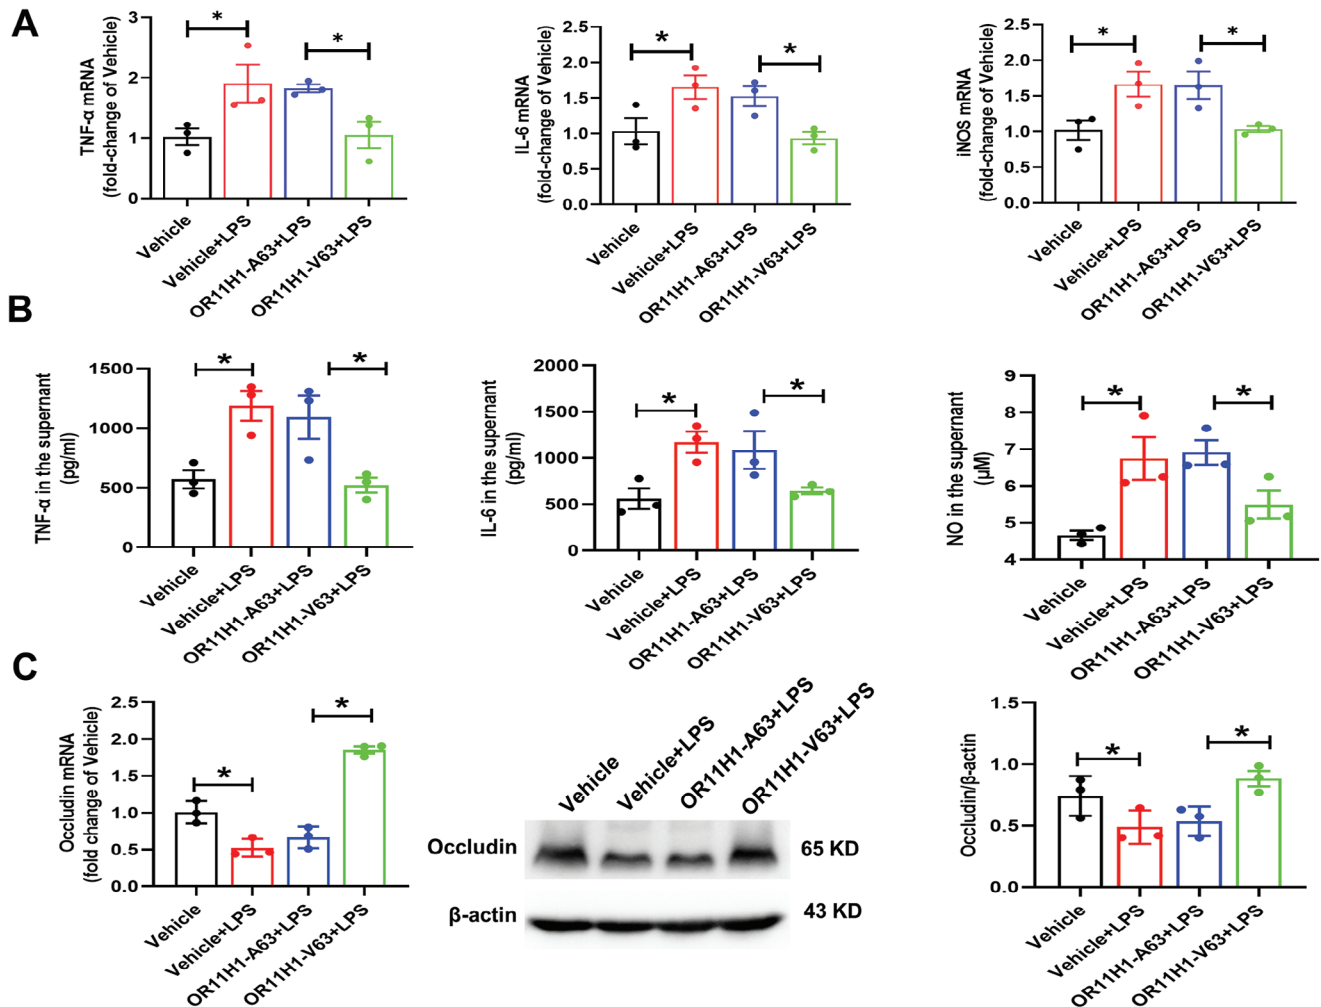 A
TNF-α mRNA
(fold-change of Vehicle)
3
2
1
0
*
*
Vehicle
Vehicle+LPS
OR11H1-A63+LPS
OR11H1-V63+LPS
IL-6 mRNA
(fold-change of Vehicle)
2.5
2.0
1.5
1.0
0.5
0.0
*
*
Vehicle
Vehicle+LPS
OR11H1-A63+LPS
OR11H1-V63+LPS
iNOS mRNA
(fold-change of Vehicle)
2.5
2.0
1.5
1.0
0.5
0.0
*
*
Vehicle
Vehicle+LPS
OR11H1-A63+LPS
OR11H1-V63+LPS
B
TNF-α in the supernant
(pg/ml)
1500
1000
500
0
*
*
Vehicle
Vehicle+LPS
OR11H1-A63+LPS
OR11H1-V63+LPS
IL-6 in the supernant
(pg/ml)
2000
1500
1000
500
0
*
*
Vehicle
Vehicle+LPS
OR11H1-A63+LPS
OR11H1-V63+LPS
NO in the supernant
(μM)
9
8
7
6
5
4
*
*
Vehicle
Vehicle+LPS
OR11H1-A63+LPS
OR11H1-V63+LPS
C
Occludin mRNA
(fold change of Vehicle)
2.5
2.0
1.5
1.0
0.5
0.0
*
*
Vehicle
Vehicle+LPS
OR11H1-A63+LPS
OR11H1-V63+LPS
Vehicle
Vehicle+LPS
OR11H1-A63+LPS
OR11H1-V63+LPS
Occludin
65 KD
β-actin
43 KD
Occludin/β-actin
1.5
1.0
0.5
0.0
*
*
Vehicle
Vehicle+LPS
OR11H1-A63+LPS
OR11H1-V63+LPS